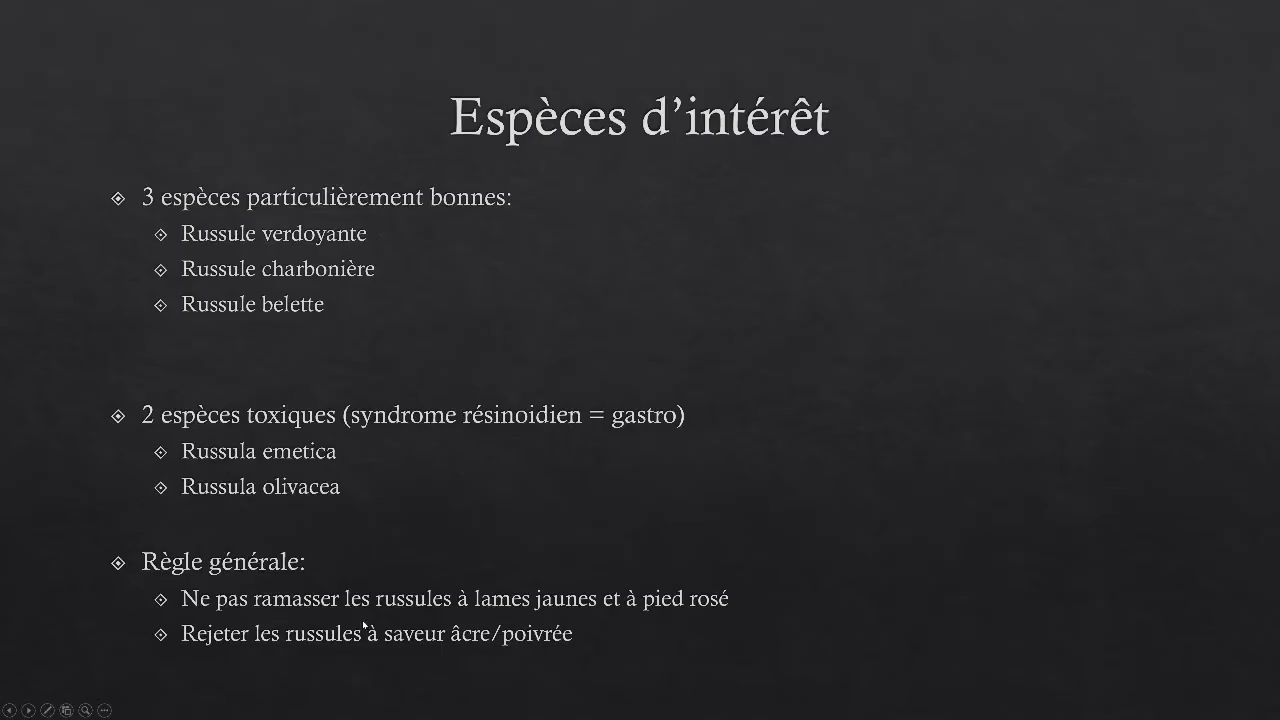 Espèces d’intérêt
3 espèces particulièrement bonnes:
Russule verdoyante
Russule charbonière
Russule belette
2 espèces toxiques (syndrome résinoidien = gastro)
Russula emetica
Russula olivacea
Règle générale:
Ne pas ramasser les russules à lames jaunes et à pied rosé
Rejeter les russules à saveur âcre/poivrée